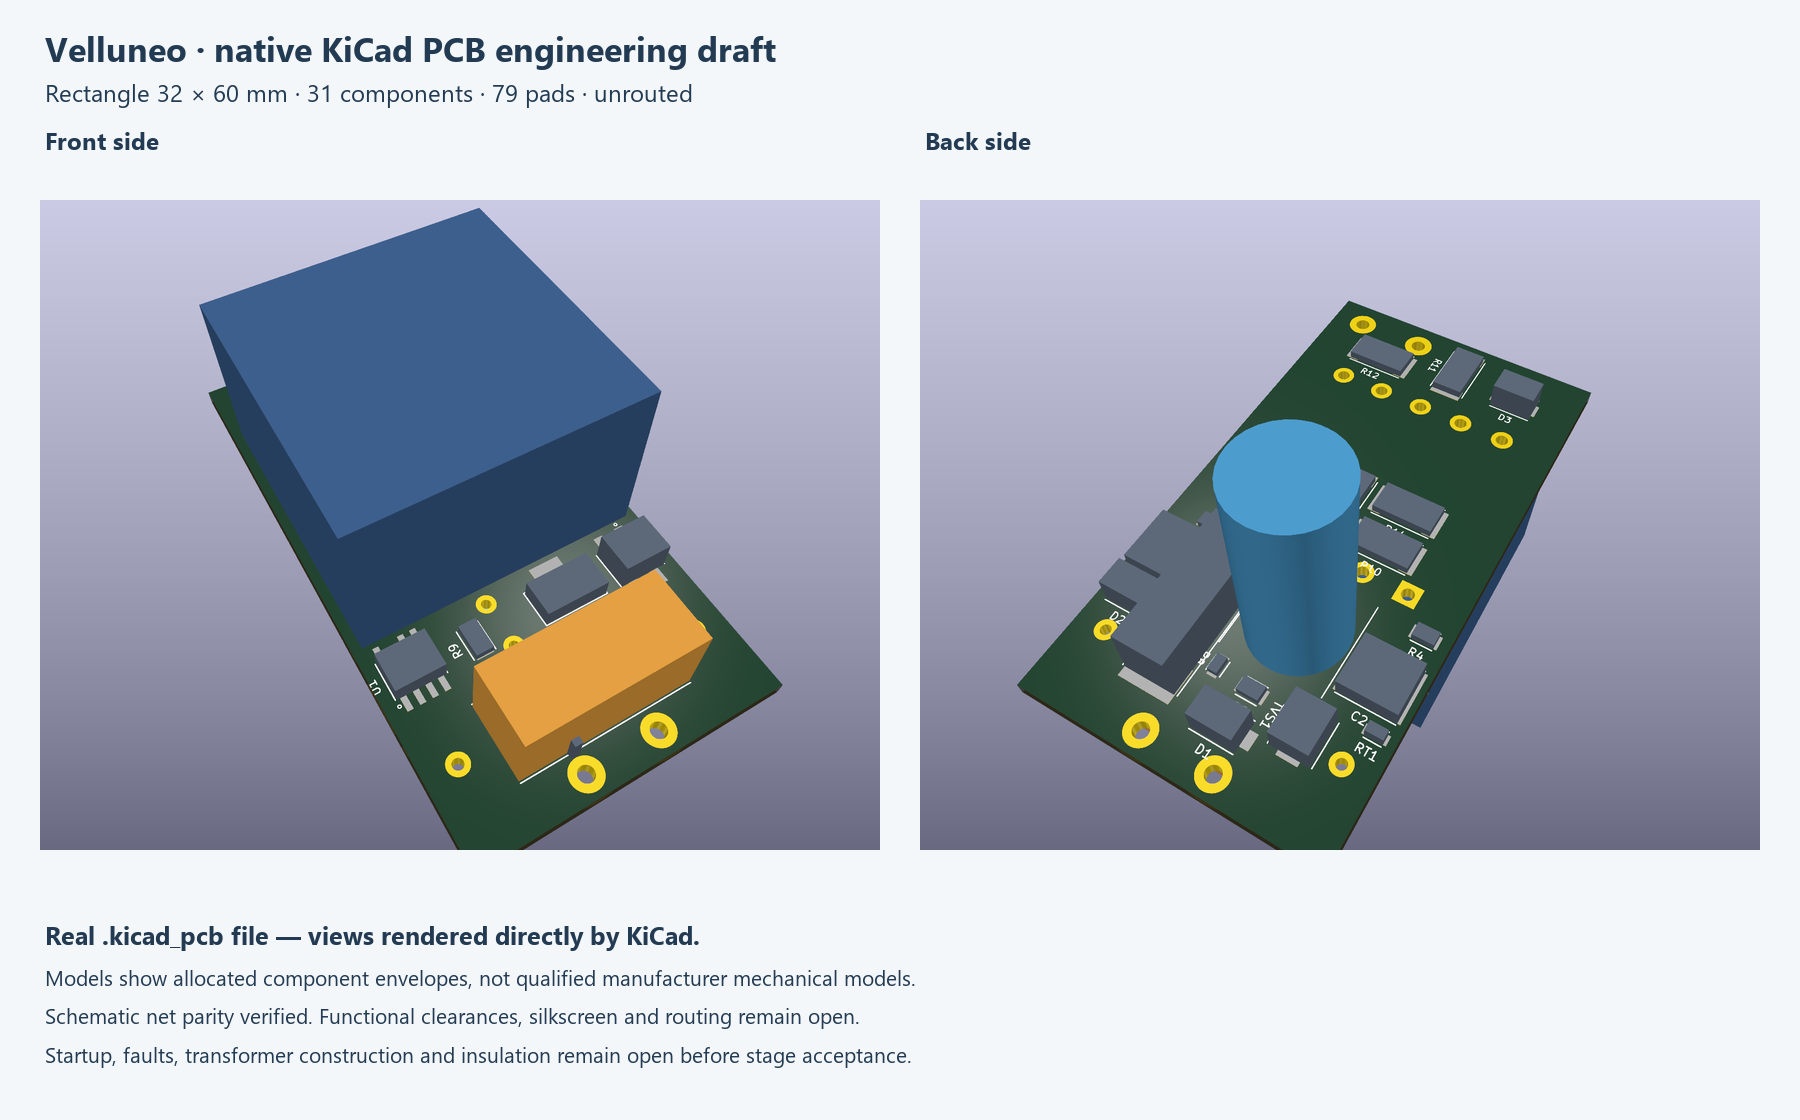 Velluneo · native KiCad PCB engineering draft
Rectangle 32 × 60 mm · 31 components · 79 pads · unrouted
Front side
Back side
R12
R11
D3
R9
U1
D2
R4
TVS1
C2
D1
RT1
Real .kicad_pcb file — views rendered directly by KiCad.
Models show allocated component envelopes, not qualified manufacturer mechanical models.
Schematic net parity verified. Functional clearances, silkscreen and routing remain open.
Startup, faults, transformer construction and insulation remain open before stage acceptance.